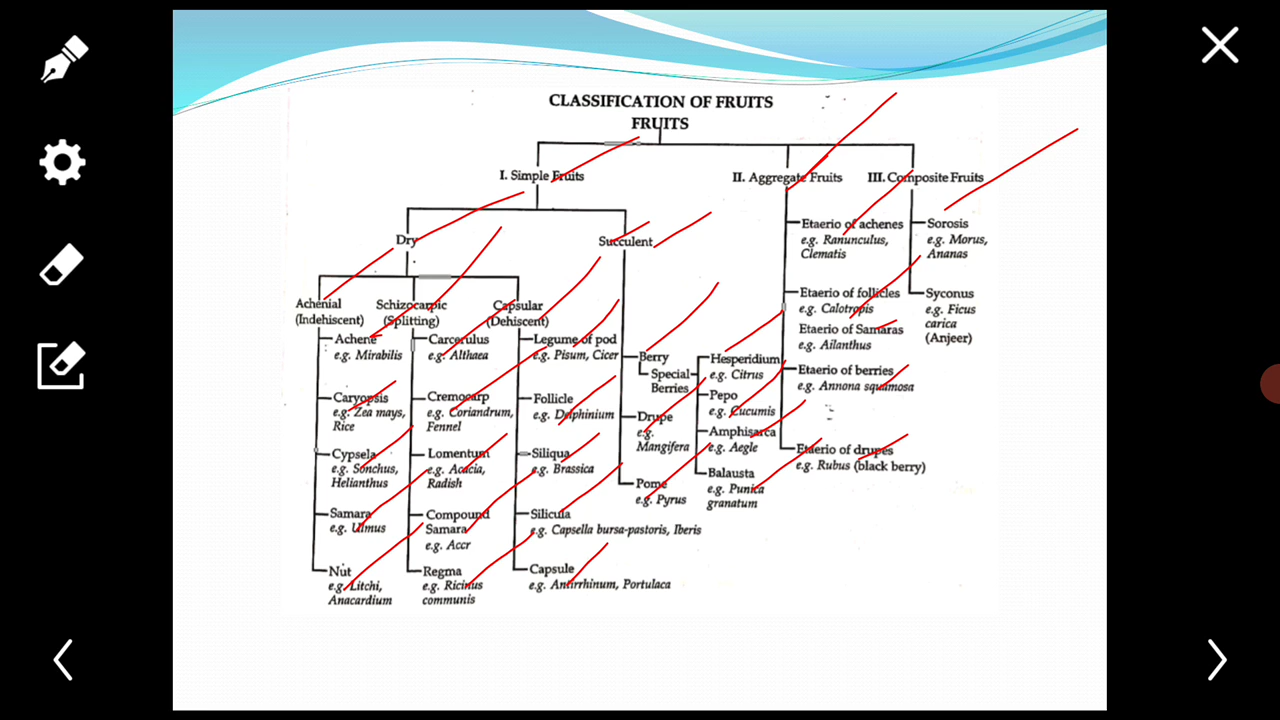 CLASSIFICATION OF FRUITS
FRUITS
I. Simple Fruits
II. Aggregate Fruits
III. Composite Fruits
Dry
Succulent
Achenial
(Indehiscent)
Schizocarpic
(Splitting)
Capsular
(Dehiscent)
Achene
e.g. Mirabilis
Caryopsis
e.g. Zea mays,
Rice
Cypsela
e.g. Sonchus,
Helianthus
Samara
e.g. Ulmus
Nut
e.g. Litchi,
Anacardium
Carcerulus
e.g. Althaea
Cremocarp
e.g. Coriandrum,
Fennel
Lomentum
e.g. Acacia,
Radish
Compound
Samara
e.g. Accr
Regma
e.g. Ricinus
communis
Legume of pod
e.g. Pisum, Cicer
Follicle
e.g. Delphinium
Siliqua
e.g. Brassica
Silicula
e.g. Capsella bursa-pastoris, Iberis
Capsule
e.g. Antirrhinum, Portulaca
Berry
Special
Berries
Drupe
e.g.
Mangifera
Pome
e.g. Pyrus
Hesperidium
e.g. Citrus
Pepo
e.g. Cucumis
Amphisarca
e.g. Aegle
Balausta
e.g. Punica
granatum
Etaerio of achenes
e.g. Ranunculus,
Clematis
Etaerio of follicles
e.g. Calotropis
Etaerio of Samaras
e.g. Ailanthus
Etaerio of berries
e.g. Annona squamosa
Etaerio of drupes
e.g. Rubus (black berry)
Sorosis
e.g. Morus,
Ananas
Syconus
e.g. Ficus
carica
(Anjeer)